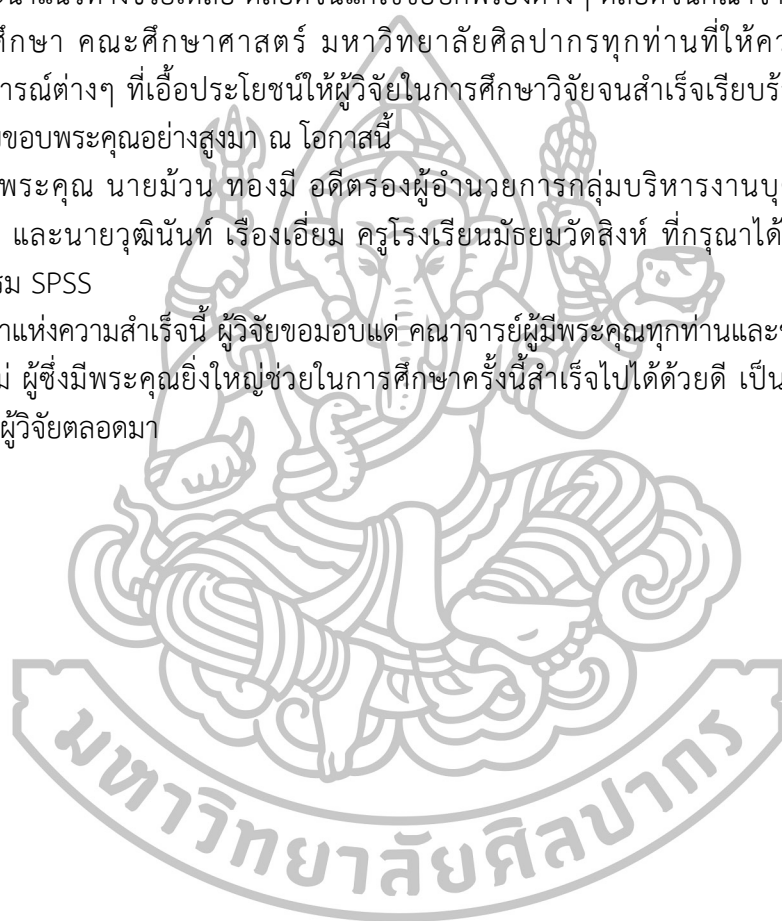 ึกษา คณะศึกษาศาสตร์ มหาวิทยาลัยศิลปากรทุกท่านที่ให้คว
ารณ์ต่างๆ ที่เอื้อประโยชน์ให้ผู้วิจัยในการศึกษาวิจัยจนสำเร็จเรียบร้
ขอบพระคุณอย่างสูงมา ณ โอกาสนี้
พระคุณ นายม้วน ทองมี อดีตรองผู้อำนวยการกลุ่มบริหารงานบุ
และนายวุฒินันท์ เรืองเอี่ยม ครูโรงเรียนมัธยมวัดสิงห์ ที่กรุณาได้
รม SPSS
าแห่งความสำเร็จนี้ ผู้วิจัยขอมอบแด่ คณาจารย์ผู้มีพระคุณทุกท่านและ
ม่ ผู้ซึ่งมีพระคุณยิ่งใหญ่ช่วยในการศึกษาครั้งนี้สำเร็จไปได้ด้วยดี เป็น
ผู้วิจัยตลอดมา
มหาวิทยาลัยศิลปากร